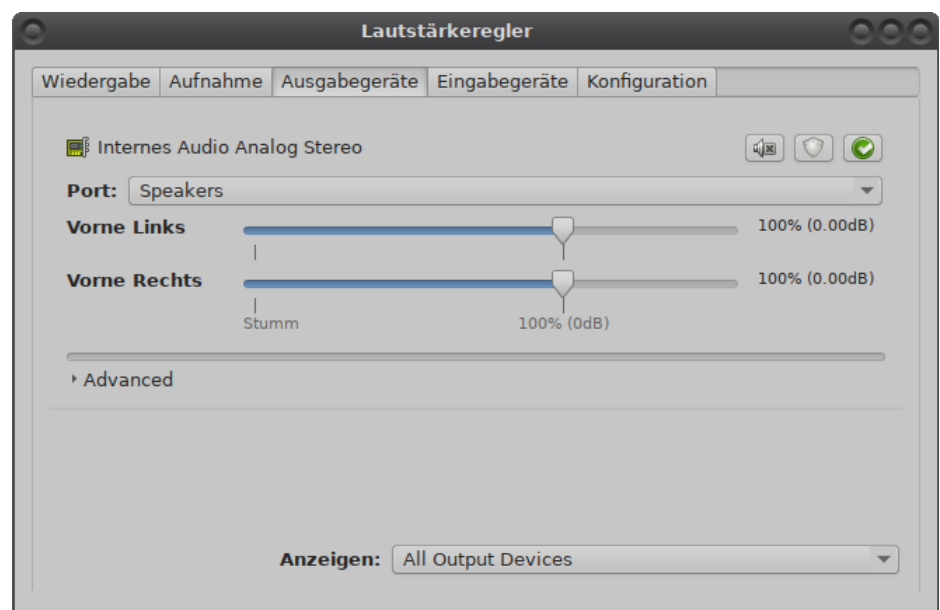 Lautstärkeregler
Wiedergabe Aufnahme Ausgabegeräte Eingabegeräte Konfiguration
Internes Audio Analog Stereo
Port: Speakers
Vorne Links 100% (0.00dB)
Vorne Rechts 100% (0.00dB)
Stumm 100% (0dB)
Advanced
Anzeigen: All Output Devices